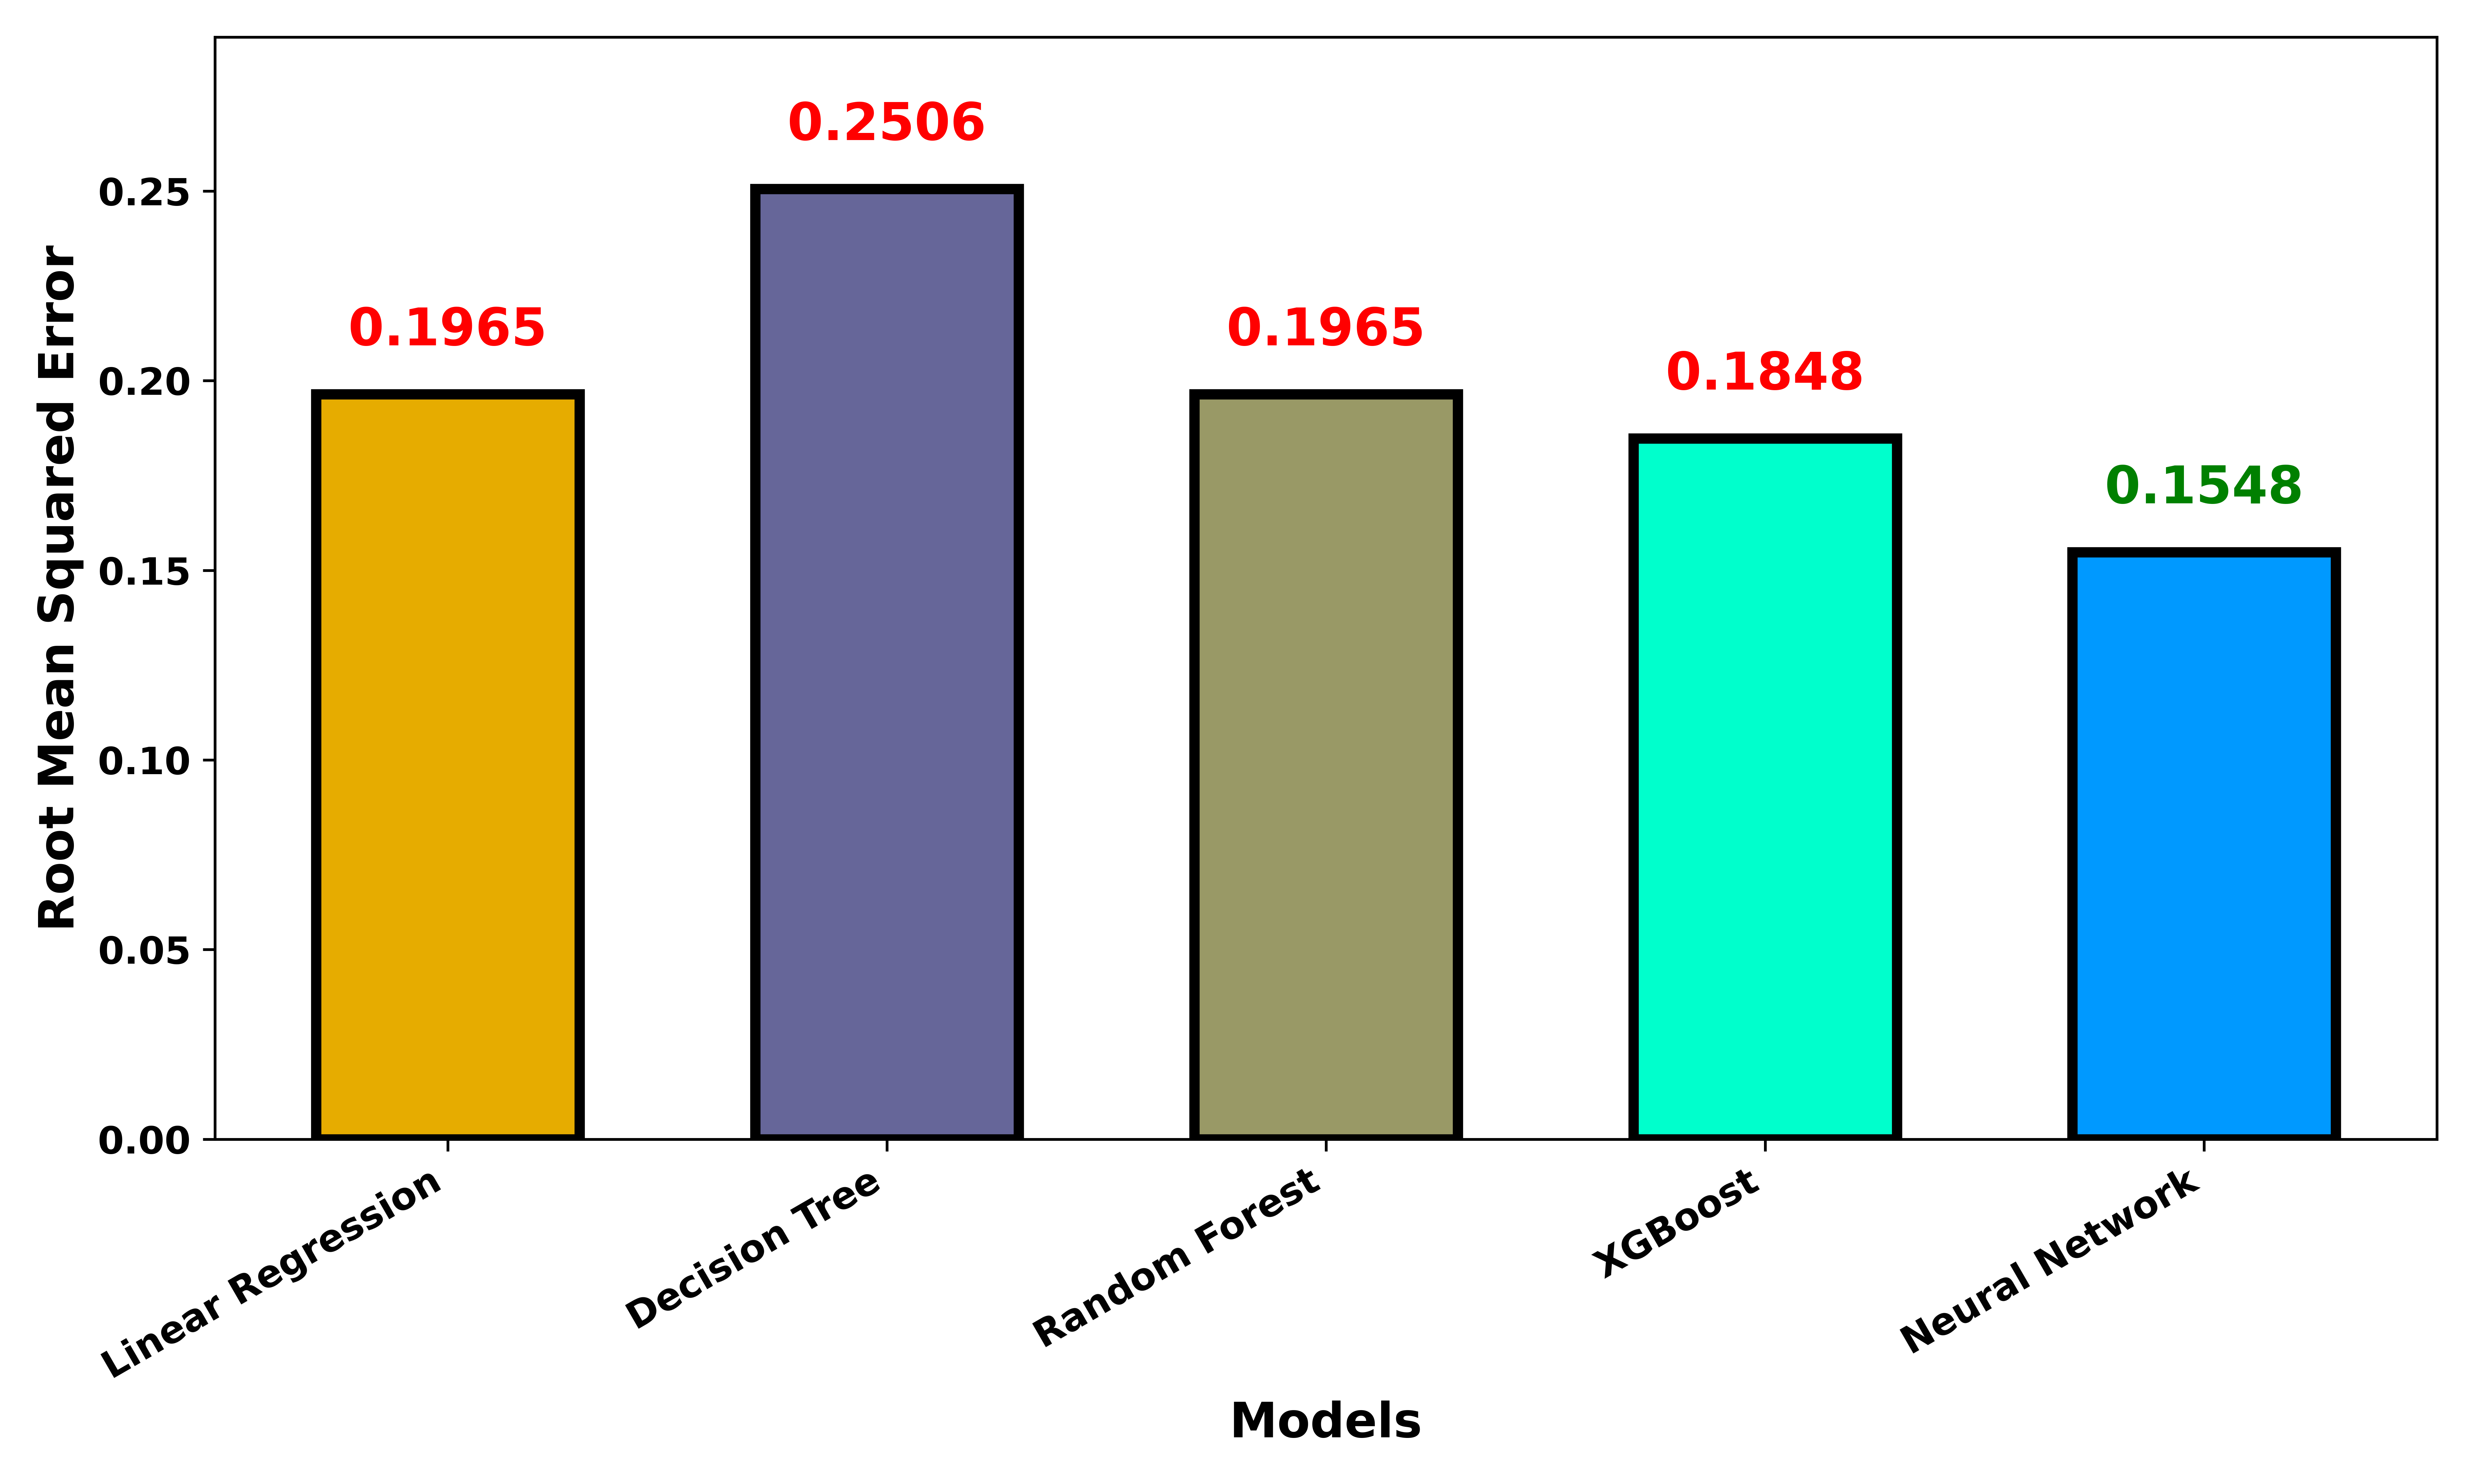 0.2506
0.1965
0.1965
0.1848
0.1548
Root Mean Squared Error
0.25
0.20
0.15
0.10
0.05
0.00
Linear Regression
Decision Tree
Random Forest
XGBoost
Neural Network
Models